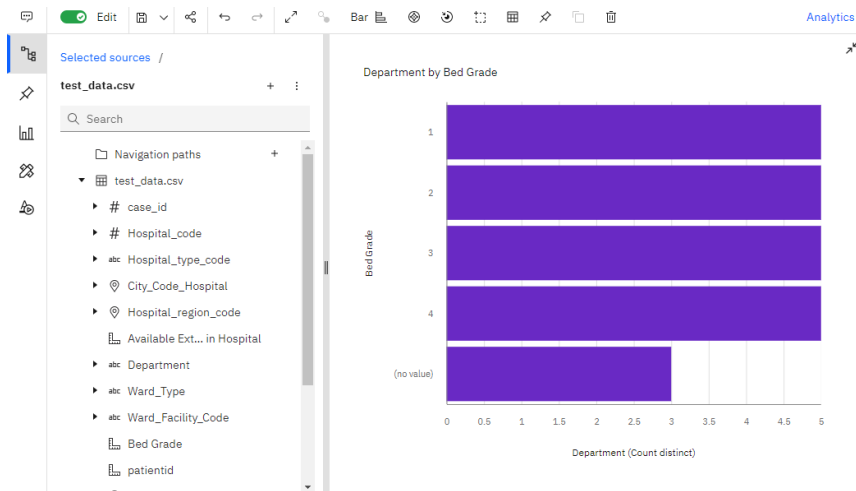 Edit
Bar
Analytics
Selected sources /
test_data.csv
Search
Navigation paths
test_data.csv
# case_id
# Hospital_code
abc Hospital_type_code
City_Code_Hospital
Hospital_region_code
Available Ext... in Hospital
abc Department
abc Ward_Type
abc Ward_Facility_Code
Bed Grade
patientid
Department by Bed Grade
Bed Grade
1
2
3
4
(no value)
0 0.5 1 1.5 2 2.5 3 3.5 4 4.5 5
Department (Count distinct)